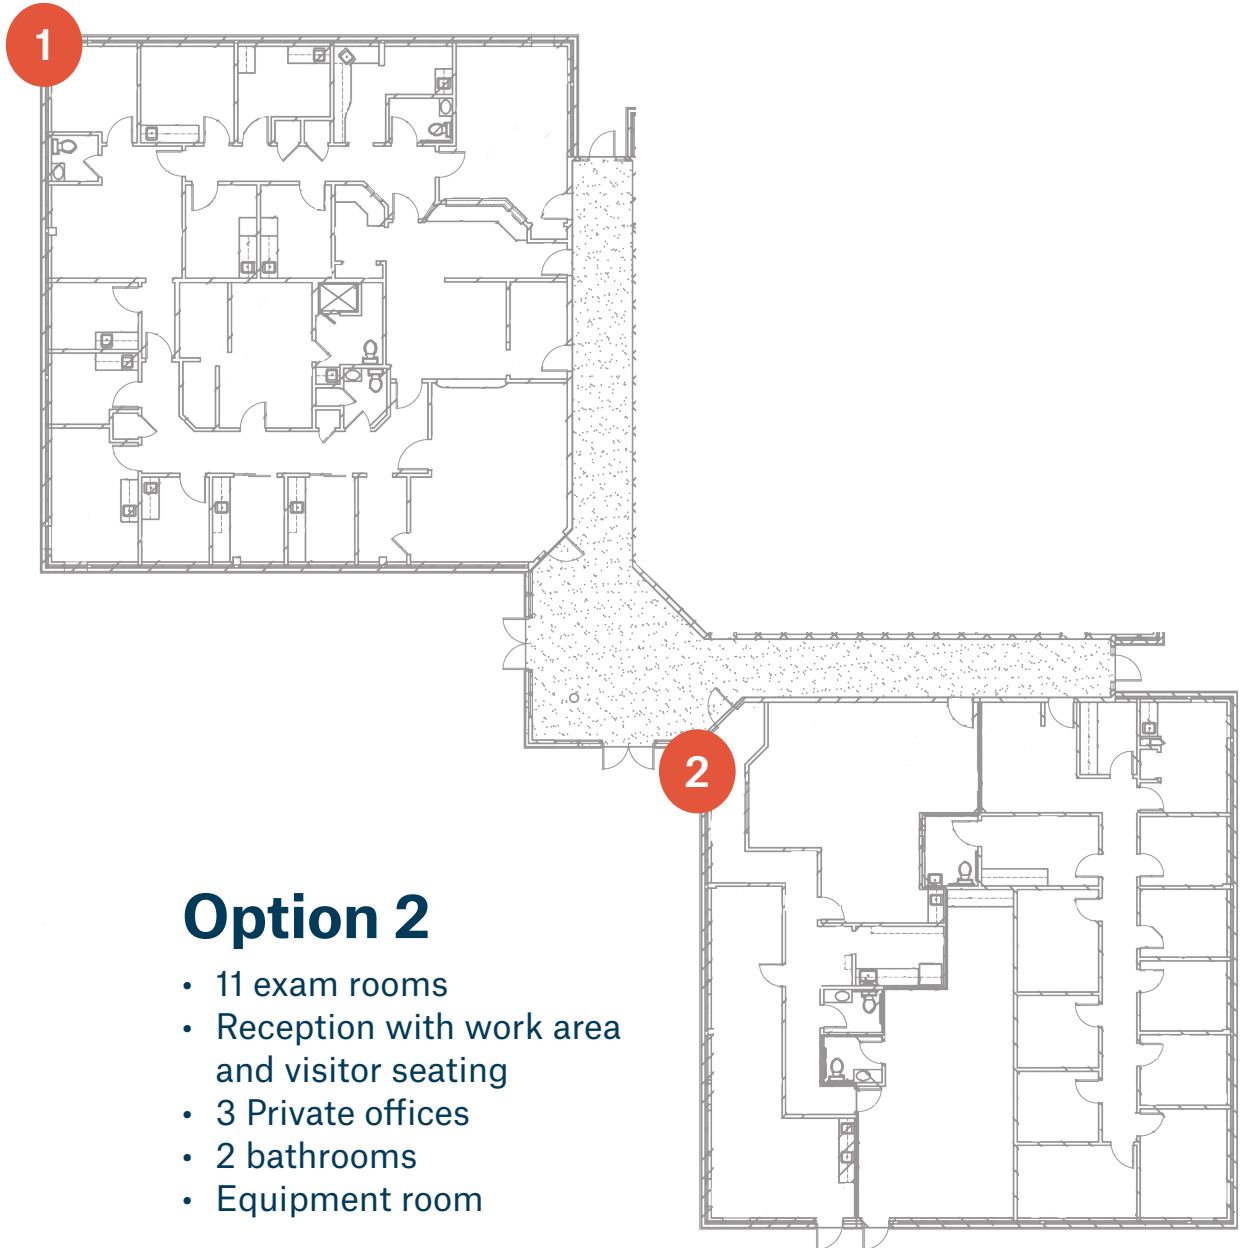 1
2
Option 2
• 11 exam rooms
• Reception with work area
and visitor seating
• 3 Private offices
• 2 bathrooms
• Equipment room